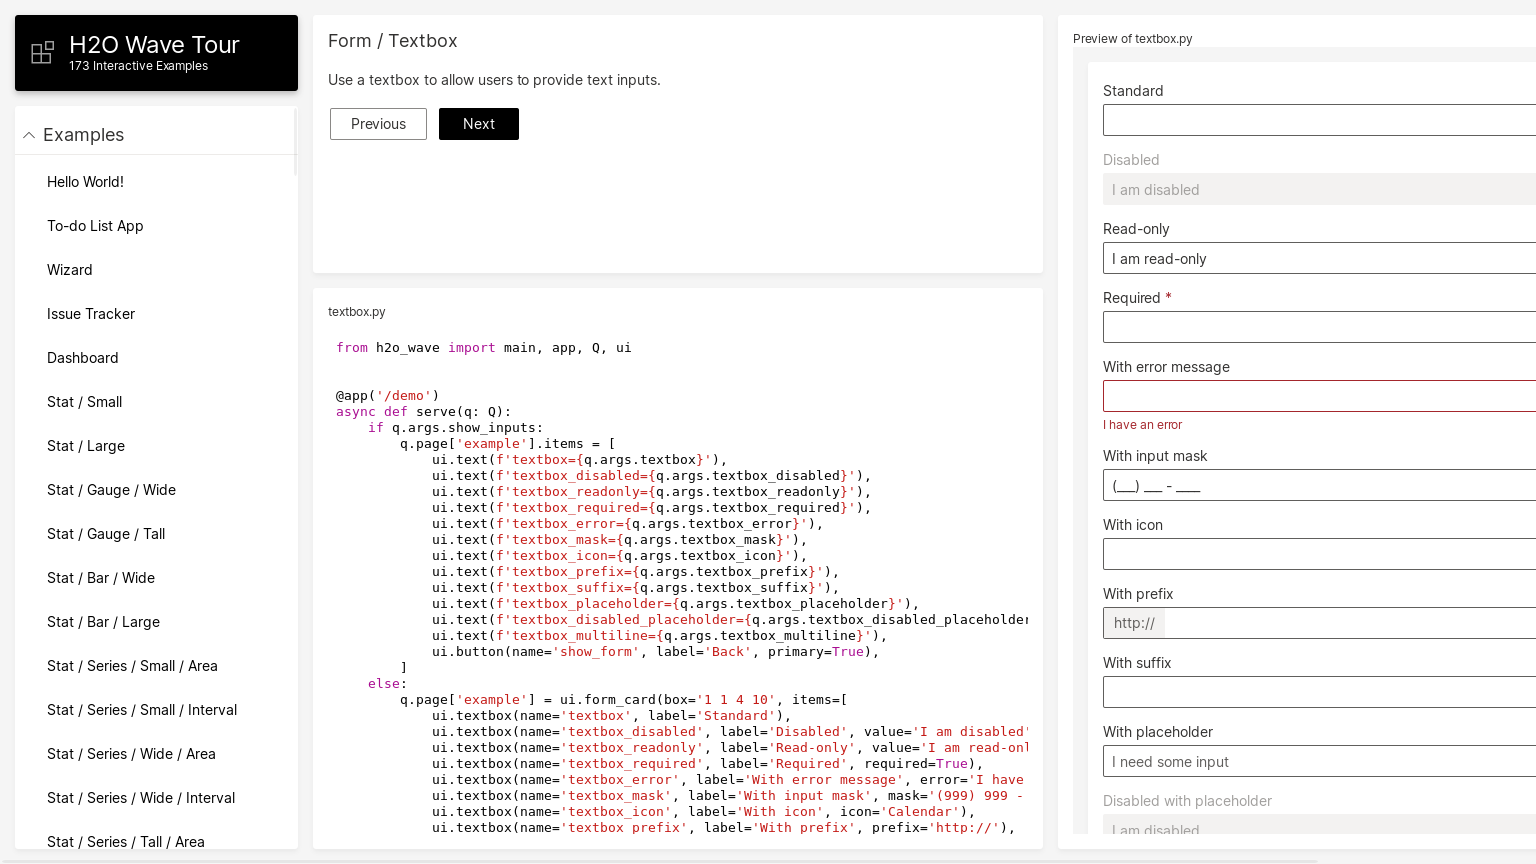 H2O Wave Tour
173 Interactive Examples
Examples
Hello World!
To-do List App
Wizard
Issue Tracker
Dashboard
Stat / Small
Stat / Large
Stat / Gauge / Wide
Stat / Gauge / Tall
Stat / Bar / Wide
Stat / Bar / Large
Stat / Series / Small / Area
Stat / Series / Small / Interval
Stat / Series / Wide / Area
Stat / Series / Wide / Interval
Stat / Series / Tall / Area
Form / Textbox
Use a textbox to allow users to provide text inputs.
Previous
Next
textbox.py
from h2o_wave import main, app, Q, ui
@app('/demo')
async def serve(q: Q):
    if q.args.show_inputs:
        q.page['example'].items = [
            ui.text(f'textbox={q.args.textbox}'),
            ui.text(f'textbox_disabled={q.args.textbox_disabled}'),
            ui.text(f'textbox_readonly={q.args.textbox_readonly}'),
            ui.text(f'textbox_required={q.args.textbox_required}'),
            ui.text(f'textbox_error={q.args.textbox_error}'),
            ui.text(f'textbox_mask={q.args.textbox_mask}'),
            ui.text(f'textbox_icon={q.args.textbox_icon}'),
            ui.text(f'textbox_prefix={q.args.textbox_prefix}'),
            ui.text(f'textbox_suffix={q.args.textbox_suffix}'),
            ui.text(f'textbox_placeholder={q.args.textbox_placeholder}'),
            ui.text(f'textbox_disabled_placeholder={q.args.textbox_disabled_placeholder
            ui.text(f'textbox_multiline={q.args.textbox_multiline}'),
            ui.button(name='show_form', label='Back', primary=True),
        ]
    else:
        q.page['example'] = ui.form_card(box='1 1 4 10', items=[
            ui.textbox(name='textbox', label='Standard'),
            ui.textbox(name='textbox_disabled', label='Disabled', value='I am disabled'
            ui.textbox(name='textbox_readonly', label='Read-only', value='I am read-onl
            ui.textbox(name='textbox_required', label='Required', required=True),
            ui.textbox(name='textbox_error', label='With error message', error='I have
            ui.textbox(name='textbox_mask', label='With input mask', mask='(999) 999 -
            ui.textbox(name='textbox_icon', label='With icon', icon='Calendar'),
            ui.textbox(name='textbox_prefix', label='With prefix', prefix='http://'),
Preview of textbox.py
Standard
Disabled
I am disabled
Read-only
I am read-only
Required *
With error message
I have an error
With input mask
(___) ___ - ____
With icon
With prefix
http://
With suffix
With placeholder
I need some input
Disabled with placeholder
I am disabled